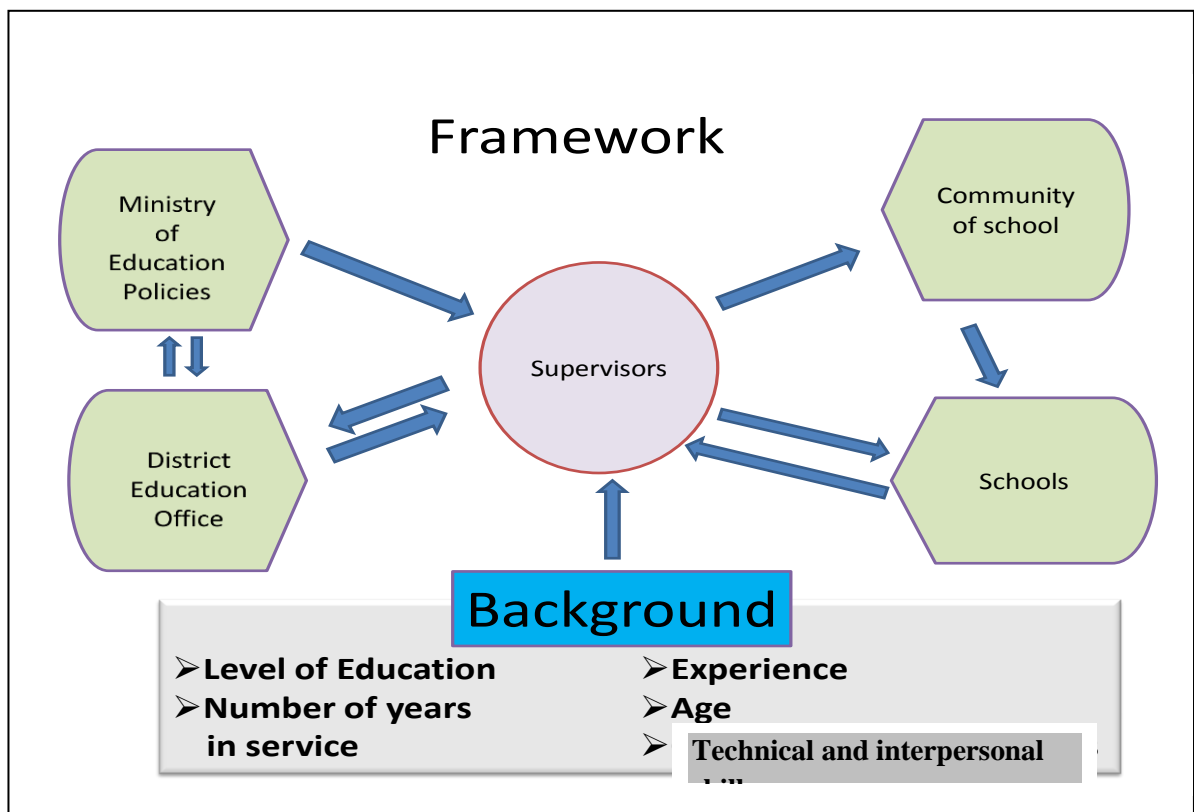 Framework
Ministry
of
Education
Policies
Community
of school
Supervisors
District
Education
Office
Schools
Background
➢Level of Education
➢Number of years
in service
➢Experience
➢Age
➢
Technical and interpersonal